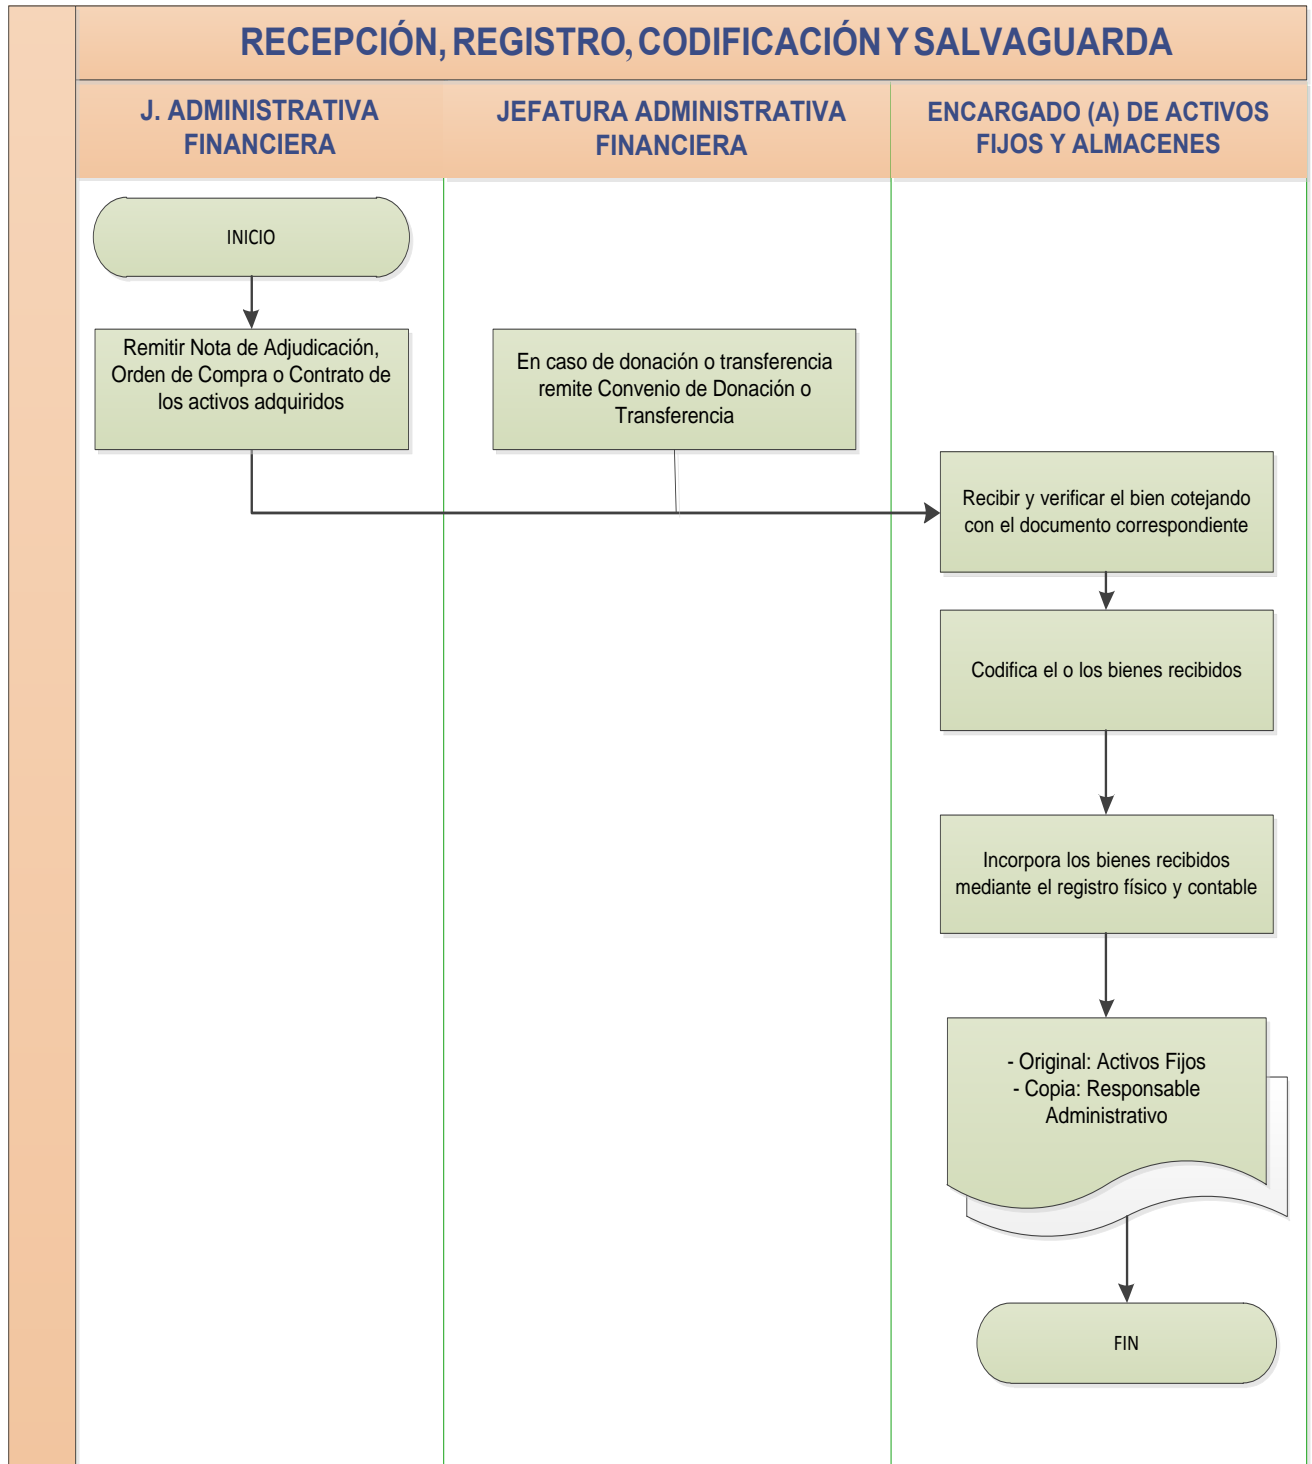 RECEPCIÓN, REGISTRO, CODIFICACIÓN Y SALVAGUARDA
J. ADMINISTRATIVA
FINANCIERA
JEFATURA ADMINISTRATIVA
FINANCIERA
ENCARGADO (A) DE ACTIVOS
FIJOS Y ALMACENES
INICIO
Remitir Nota de Adjudicación,
Orden de Compra o Contrato de
los activos adquiridos
En caso de donación o transferencia
remite Convenio de Donación o
Transferencia
Recibir y verificar el bien cotejando
con el documento correspondiente
Codifica el o los bienes recibidos
Incorpora los bienes recibidos
mediante el registro físico y contable
- Original: Activos Fijos
- Copia: Responsable
Administrativo
FIN